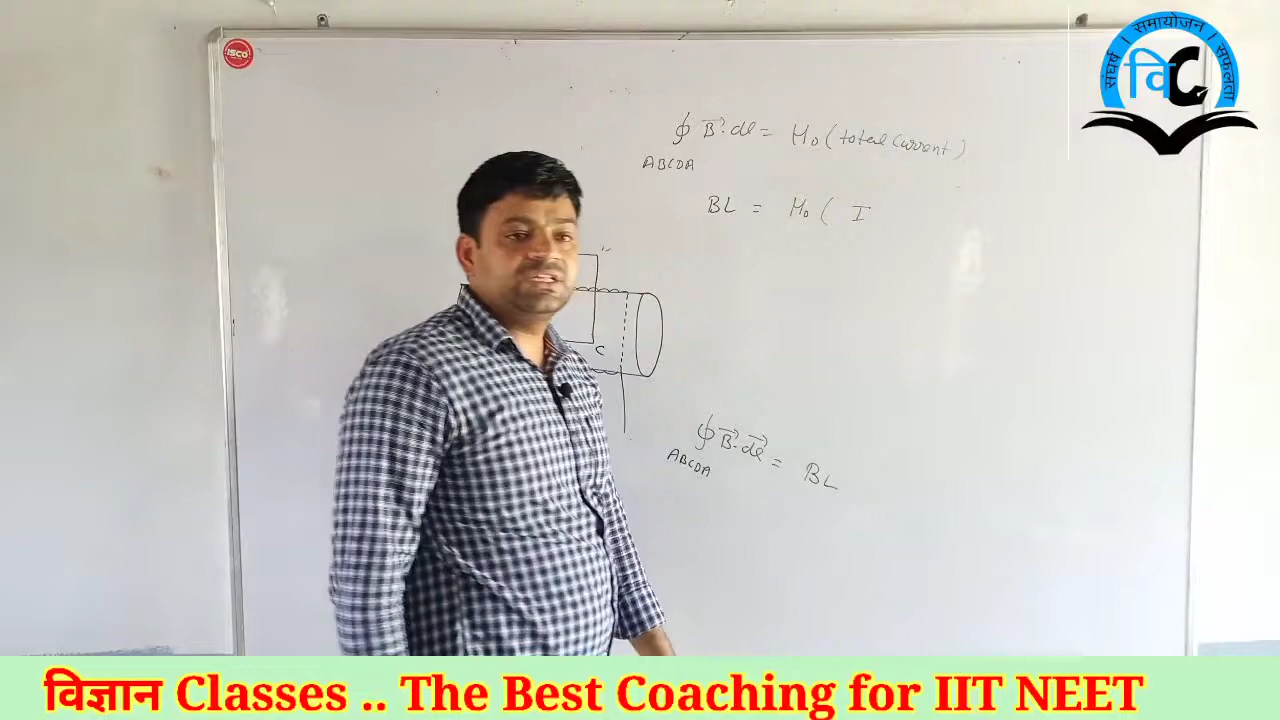 ISCO
संघर्ष । समायोजन । सफलता
वि C
∮ B⃗. dl = μ₀ (total current)
ABCDA
BL = μ₀ ( I
C
∮ B⃗. dl⃗ = BL
ABCDA
विज्ञान Classes .. The Best Coaching for IIT NEET